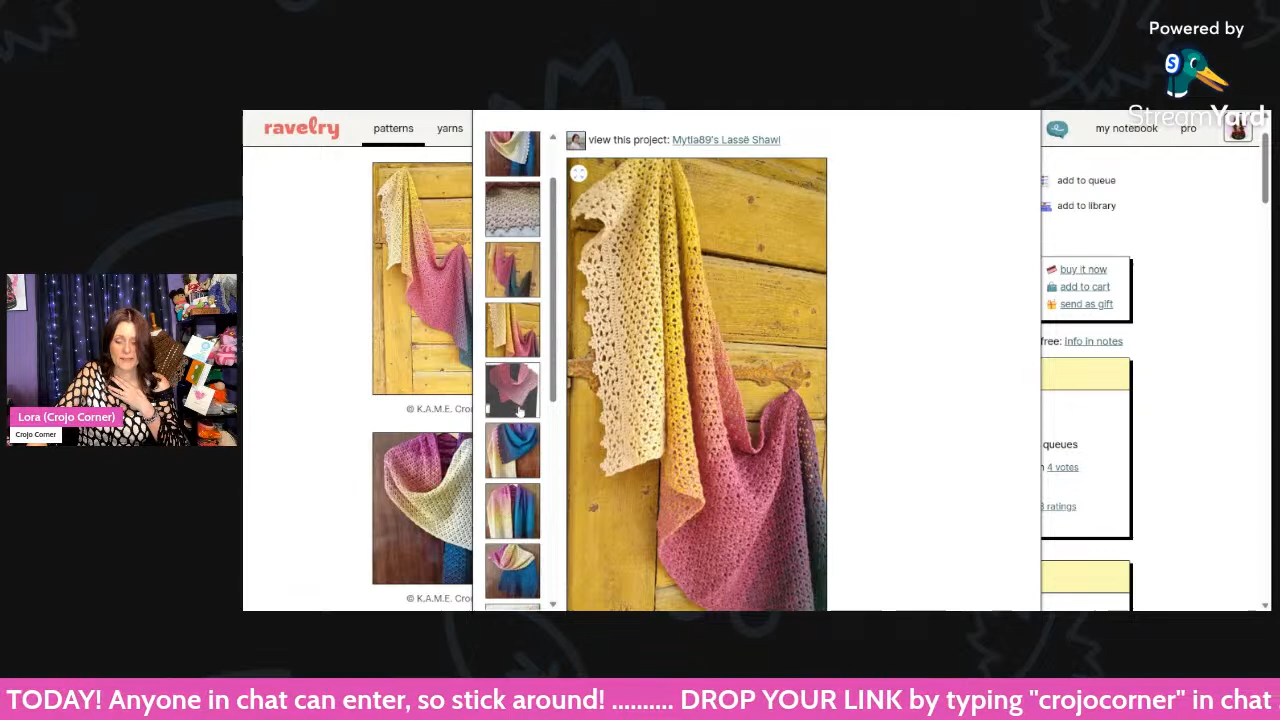 Powered by
StreamYard
ravelry
patterns
yarns
my notebook
pro
view this project: Mytia89's Lassë Shawl
add to queue
add to library
buy it now
add to cart
send as gift
free: info in notes
queues
4 votes
ratings
© K.A.M.E. Cro
© K.A.M.E. Cro
Lora (Crojo Corner)
Crojo Corner
TODAY! Anyone in chat can enter, so stick around! .......... DROP YOUR LINK by typing "crojocorner" in chat